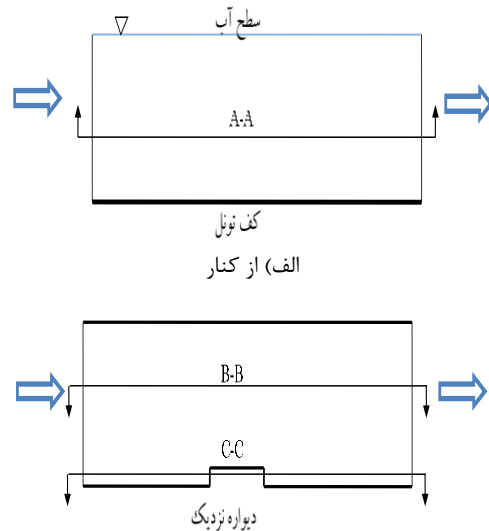 سطح آب
A-A
کف تونل
الف) از کنار
B-B
C-C
دیواره نزدیک